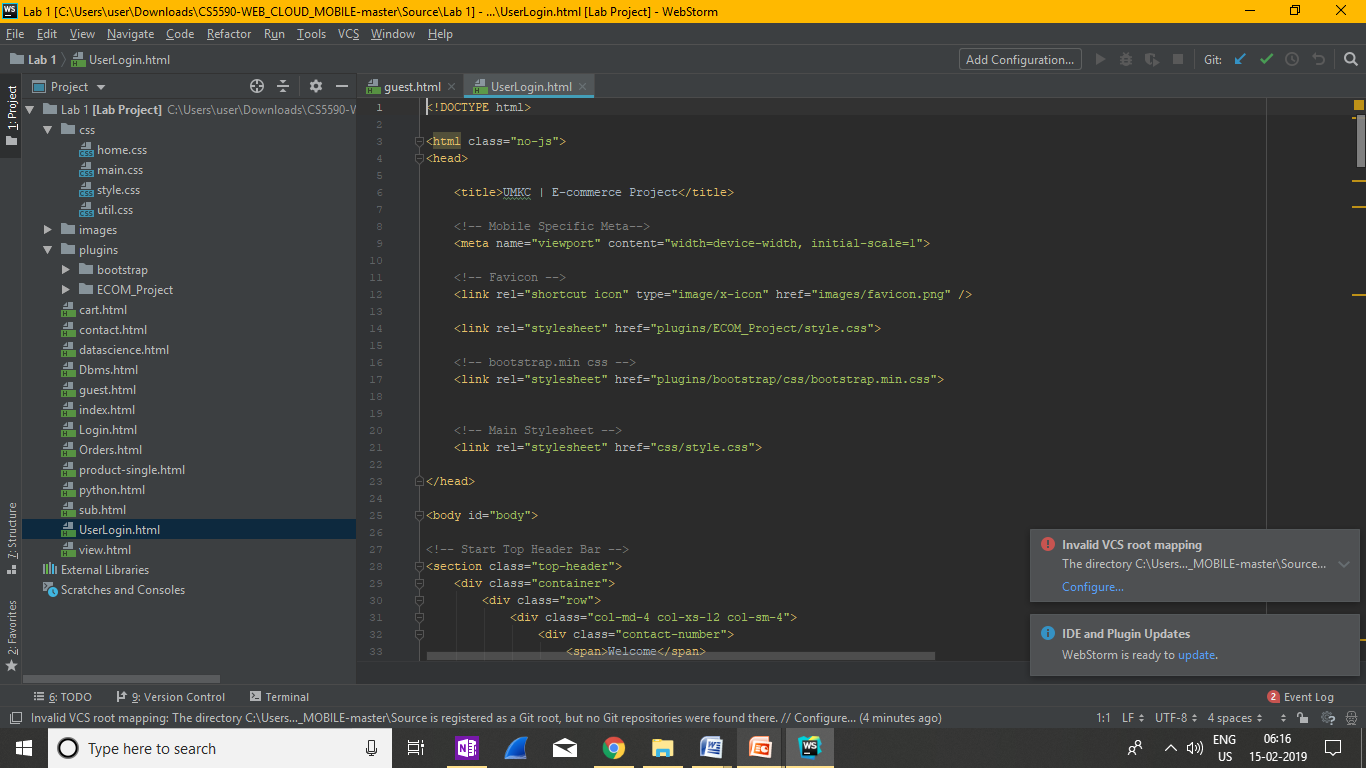 Lab 1 [C:\Users\user\Downloads\CS5590-WEB_CLOUD_MOBILE-master\Source\Lab 1] - ...\UserLogin.html [Lab Project] - WebStorm
File Edit View Navigate Code Refactor Run Tools VCS Window Help
Lab 1 UserLogin.html Add Configuration... Git:
Project
guest.html UserLogin.html
1: Project
7: Structure
2: Favorites
Lab 1 [Lab Project] C:\Users\user\Downloads\CS5590-W
css
home.css
main.css
style.css
util.css
images
plugins
bootstrap
ECOM_Project
cart.html
contact.html
datascience.html
Dbms.html
guest.html
index.html
Login.html
Orders.html
product-single.html
python.html
sub.html
UserLogin.html
view.html
External Libraries
Scratches and Consoles
1 <!DOCTYPE html>
2
3 <html class="no-js">
4 <head>
5
6 <title>UMKC | E-commerce Project</title>
7
8 <!-- Mobile Specific Meta-->
9 <meta name="viewport" content="width=device-width, initial-scale=1">
10
11 <!-- Favicon -->
12 <link rel="shortcut icon" type="image/x-icon" href="images/favicon.png" />
13
14 <link rel="stylesheet" href="plugins/ECOM_Project/style.css">
15
16 <!-- bootstrap.min css -->
17 <link rel="stylesheet" href="plugins/bootstrap/css/bootstrap.min.css">
18
19
20 <!-- Main Stylesheet -->
21 <link rel="stylesheet" href="css/style.css">
22
23 </head>
24
25 <body id="body">
26
27 <!-- Start Top Header Bar -->
28 <section class="top-header">
29 <div class="container">
30 <div class="row">
31 <div class="col-md-4 col-xs-12 col-sm-4">
32 <div class="contact-number">
33 <span>Welcome</span>
Invalid VCS root mapping
The directory C:\Users..._MOBILE-master\Source...
Configure...
IDE and Plugin Updates
WebStorm is ready to update.
6: TODO 9: Version Control Terminal 2 Event Log
Invalid VCS root mapping: The directory C:\Users..._MOBILE-master\Source is registered as a Git root, but no Git repositories were found there. // Configure... (4 minutes ago) 1:1 LF UTF-8 4 spaces
Type here to search
ENG
US
06:16
15-02-2019